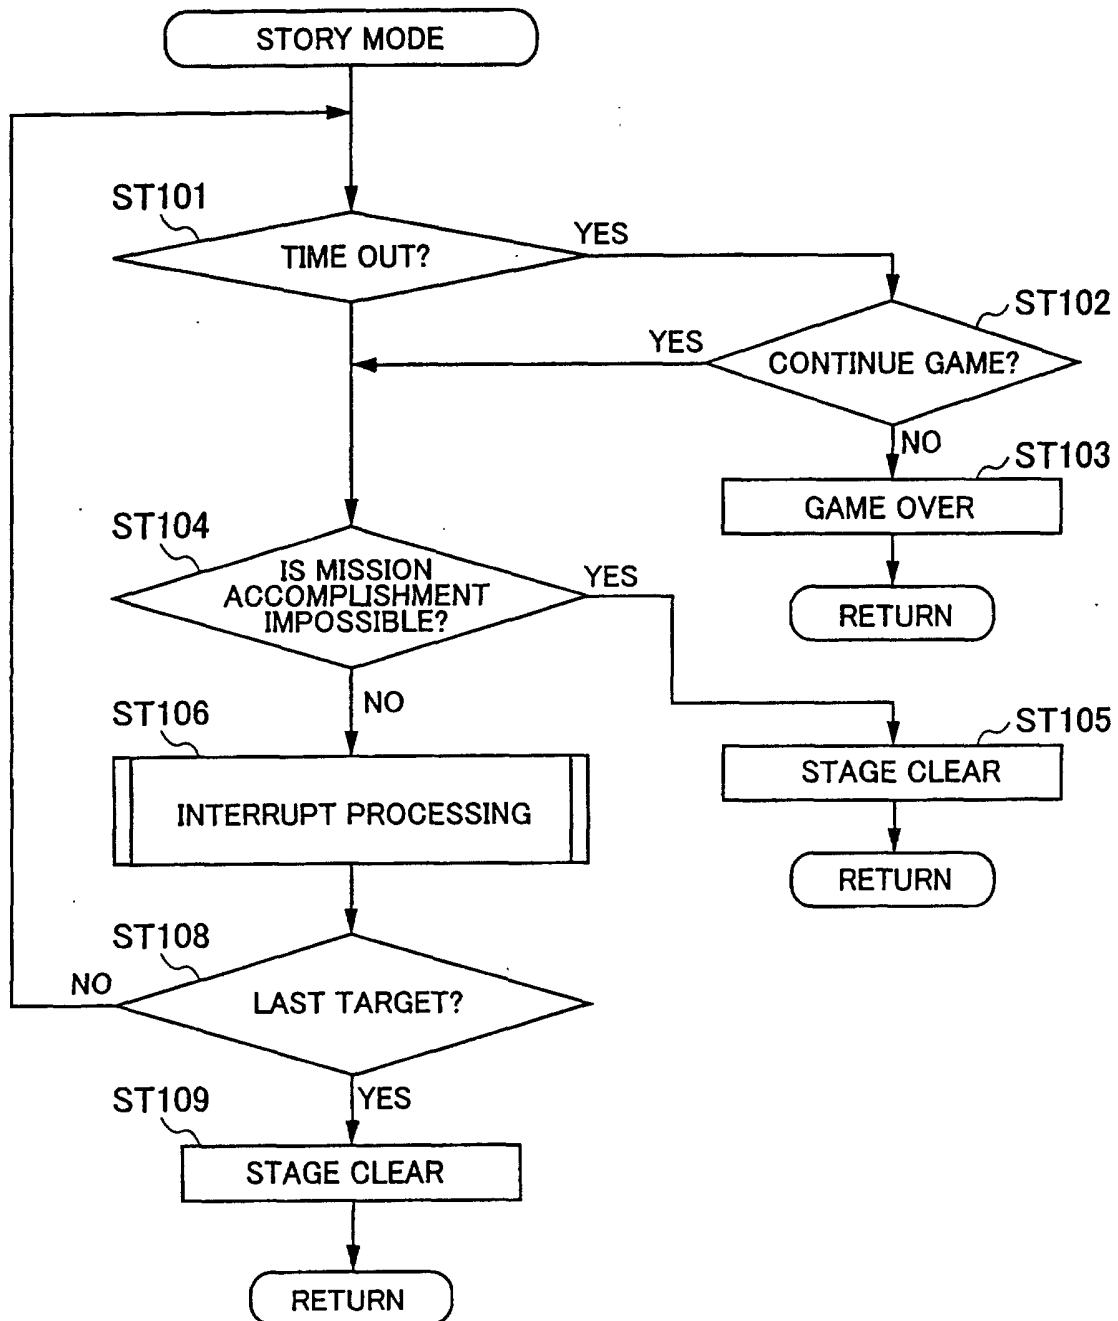 STORY MODE
ST101
TIME OUT?
YES
ST102
CONTINUE GAME?
YES
NO
ST103
GAME OVER
RETURN
ST104
IS MISSION
ACCOMPLISHMENT
IMPOSSIBLE?
YES
NO
ST105
STAGE CLEAR
RETURN
ST106
INTERRUPT PROCESSING
ST108
LAST TARGET?
NO
YES
ST109
STAGE CLEAR
RETURN